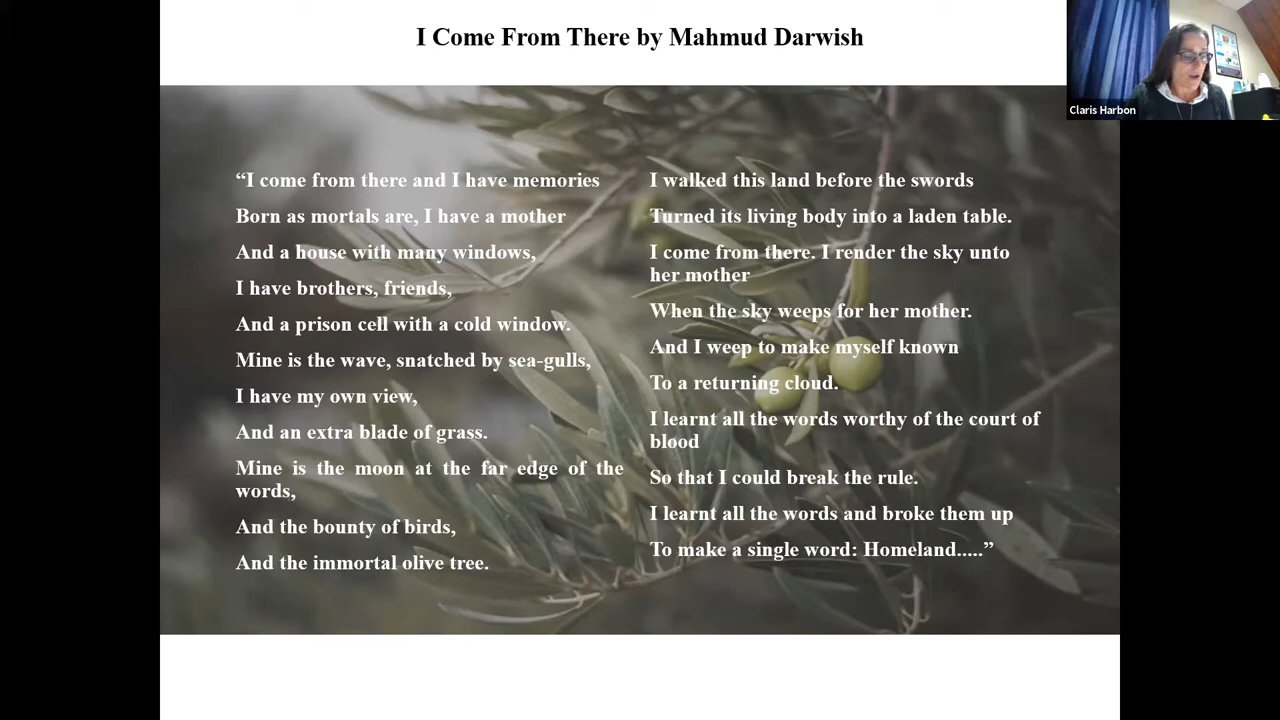 I Come From There by Mahmud Darwish
Claris Harbon
“I come from there and I have memories
Born as mortals are, I have a mother
And a house with many windows,
I have brothers, friends,
And a prison cell with a cold window.
Mine is the wave, snatched by sea-gulls,
I have my own view,
And an extra blade of grass.
Mine is the moon at the far edge of the
words,
And the bounty of birds,
And the immortal olive tree.
I walked this land before the swords
Turned its living body into a laden table.
I come from there. I render the sky unto
her mother
When the sky weeps for her mother.
And I weep to make myself known
To a returning cloud.
I learnt all the words worthy of the court of
blood
So that I could break the rule.
I learnt all the words and broke them up
To make a single word: Homeland.....”